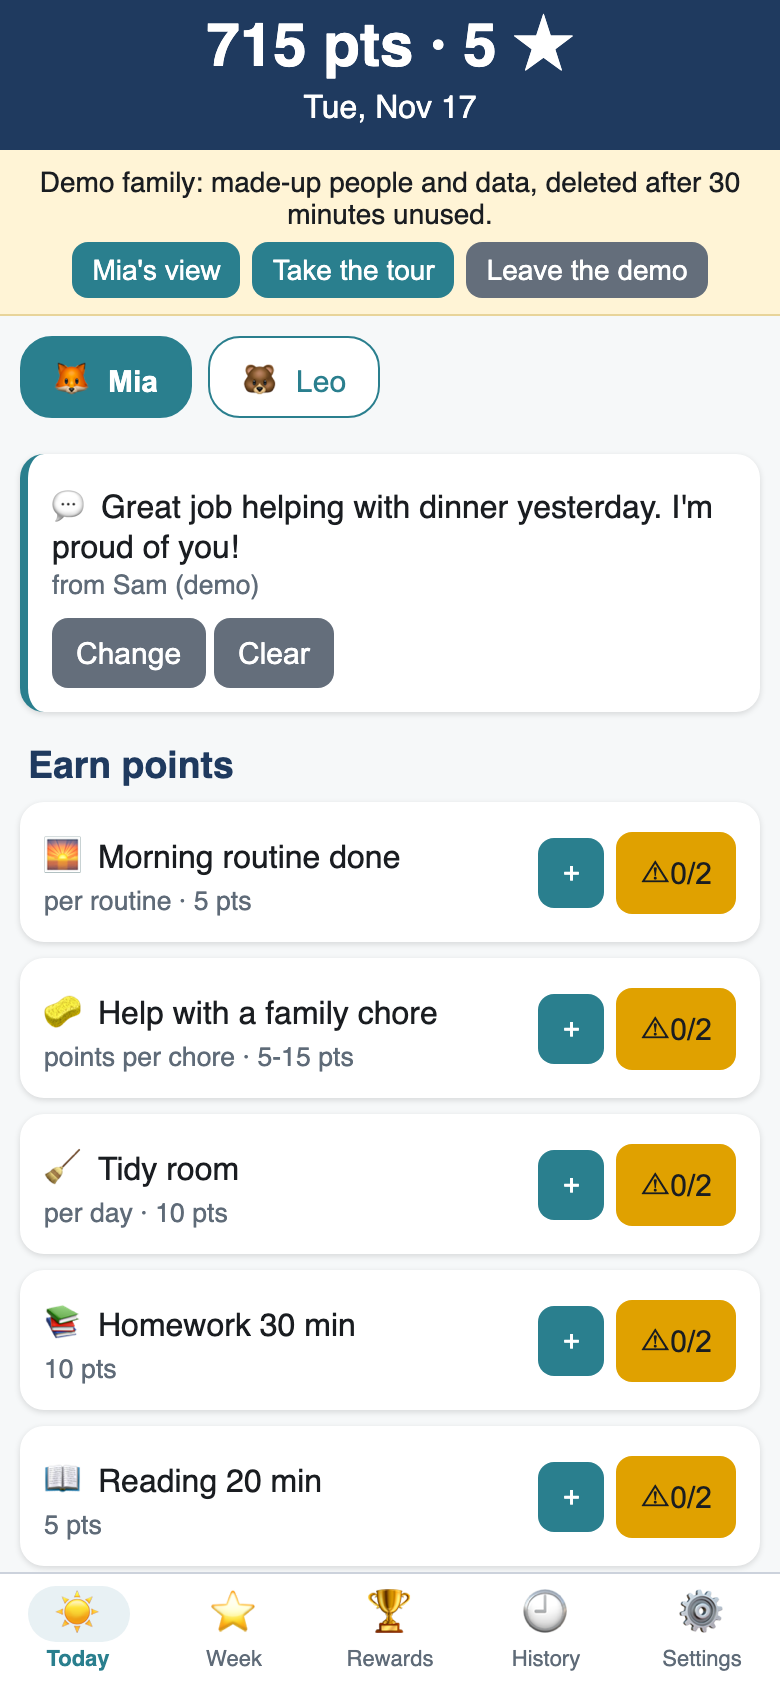 715 pts · 5 ★
Tue, Nov 17
Demo family: made-up people and data, deleted after 30
minutes unused.
Mia's view
Take the tour
Leave the demo
Mia
Leo
Great job helping with dinner yesterday. I'm
proud of you!
from Sam (demo)
Change
Clear
Earn points
Morning routine done
per routine · 5 pts
+
⚠0/2
Help with a family chore
points per chore · 5-15 pts
+
⚠0/2
Tidy room
per day · 10 pts
+
⚠0/2
Homework 30 min
10 pts
+
⚠0/2
Reading 20 min
5 pts
+
⚠0/2
Today
Week
Rewards
History
Settings